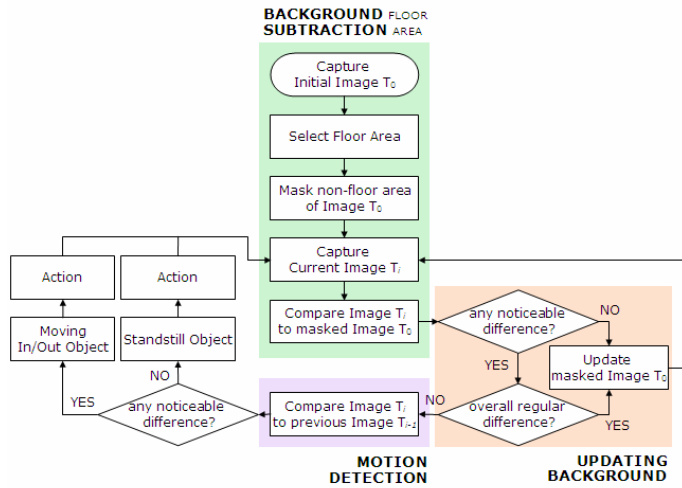 BACKGROUND FLOOR
SUBTRACTION AREA
Capture
Initial Image T0
Select Floor Area
Mask non-floor area
of Image T0
Capture
Current Image Ti
Compare Image Ti
to masked Image T0
any noticeable
difference?
NO
YES
Update
masked Image T0
overall regular
difference?
YES
NO
UPDATING
BACKGROUND
Compare Image Ti
to previous Image Ti-1
MOTION
DETECTION
any noticeable
difference?
YES
NO
Moving
In/Out Object
Standstill Object
Action
Action